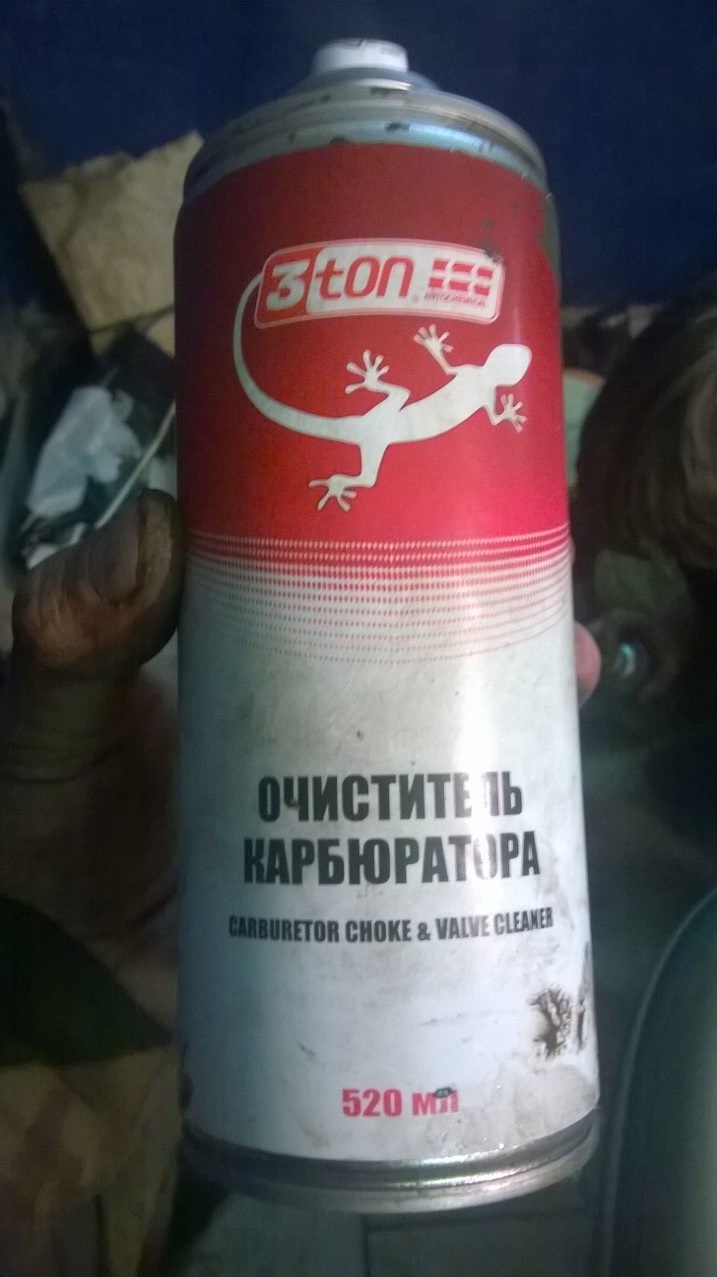 3ton
ОЧИСТИТЕЛЬ
КАРБЮРАТОРА
CARBURETOR CHOKE & VALVE CLEANER
520 мл